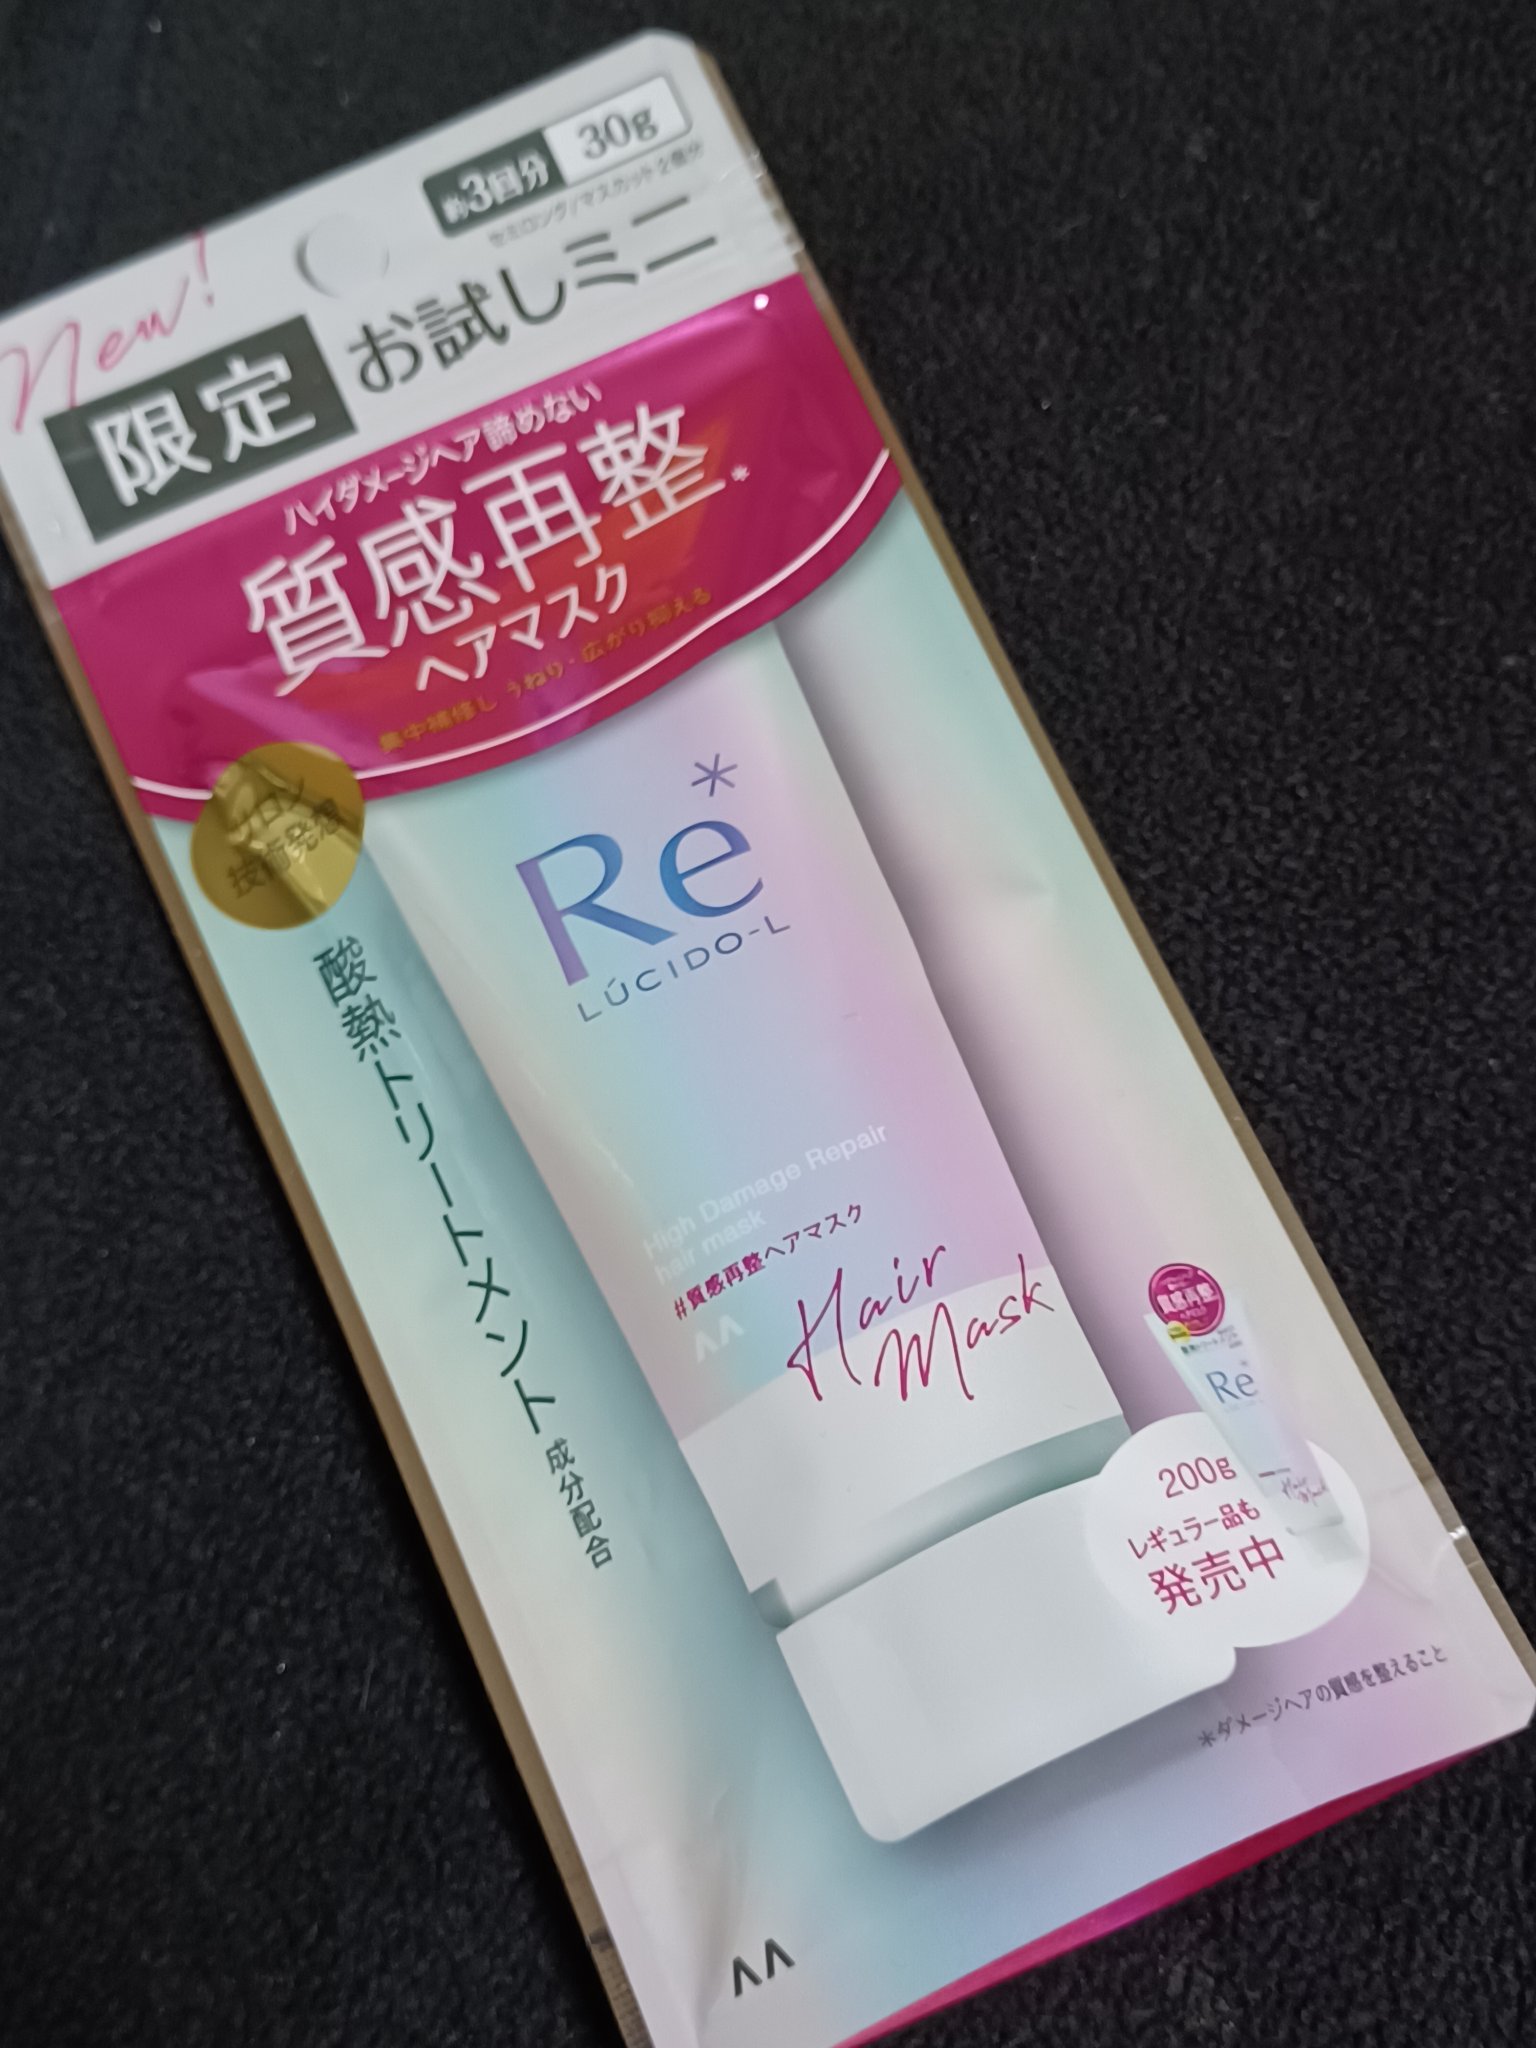 New!
約3回分 30g
セミロング/マスカット2個分
限定 お試しミニ
ハイダメージヘア諦めない
質感再整*
ヘアマスク
集中補修し うねり・広がり抑える
サロン
技術発想
酸熱トリートメント成分配合
Re*
LÚCIDO-L
High Damage Repair
hair mask
#質感再整ヘアマスク
Hair
Mask
質感再整
Re*
200g
レギュラー品も
発売中
*ダメージヘアの質感を整えること